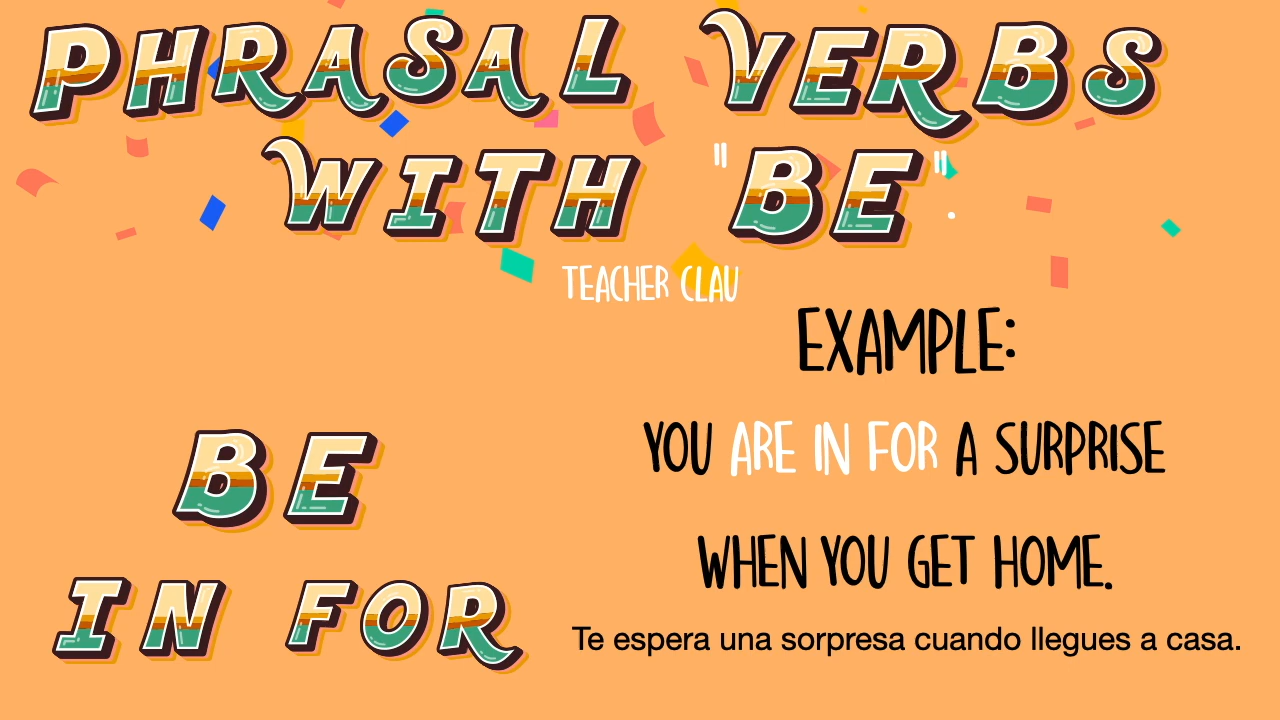 PHRASAL VERBS
WITH "BE".
TEACHER CLAU
BE
IN FOR
EXAMPLE:
YOU ARE IN FOR A SURPRISE
WHEN YOU GET HOME.
Te espera una sorpresa cuando llegues a casa.